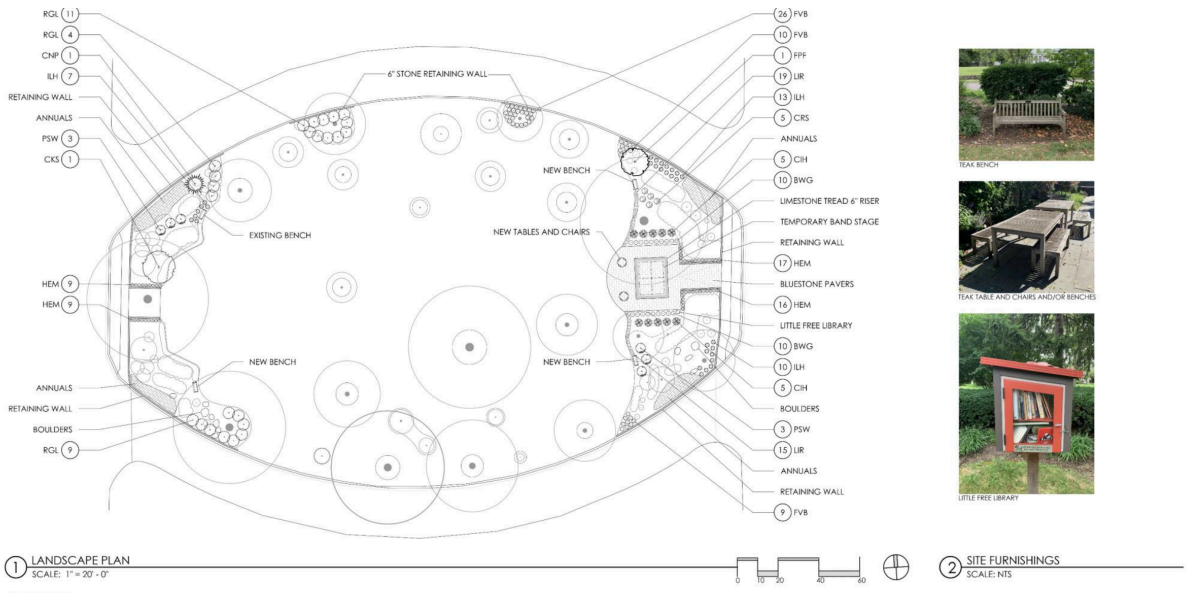 RGL 11
RGL 4
CNP 1
ILH 7
RETAINING WALL
ANNUALS
PSW 3
CKS 1
HEM 9
HEM 9
ANNUALS
RETAINING WALL
BOULDERS
RGL 9
6" STONE RETAINING WALL
EXISTING BENCH
NEW BENCH
NEW BENCH
NEW TABLES AND CHAIRS
NEW BENCH
26 FVB
10 FVB
1 FPF
19 LIR
13 ILH
5 CRS
ANNUALS
5 CIH
10 BWG
LIMESTONE TREAD 6" RISER
TEMPORARY BAND STAGE
RETAINING WALL
17 HEM
BLUESTONE PAVERS
16 HEM
LITTLE FREE LIBRARY
10 BWG
10 ILH
5 CIH
BOULDERS
3 PSW
15 LIR
ANNUALS
RETAINING WALL
9 FVB
TEAK BENCH
TEAK TABLE AND CHAIRS AND/OR BENCHES
LITTLE FREE LIBRARY
1 LANDSCAPE PLAN
SCALE: 1" = 20' - 0"
0 10 20 40 60
2 SITE FURNISHINGS
SCALE: NTS